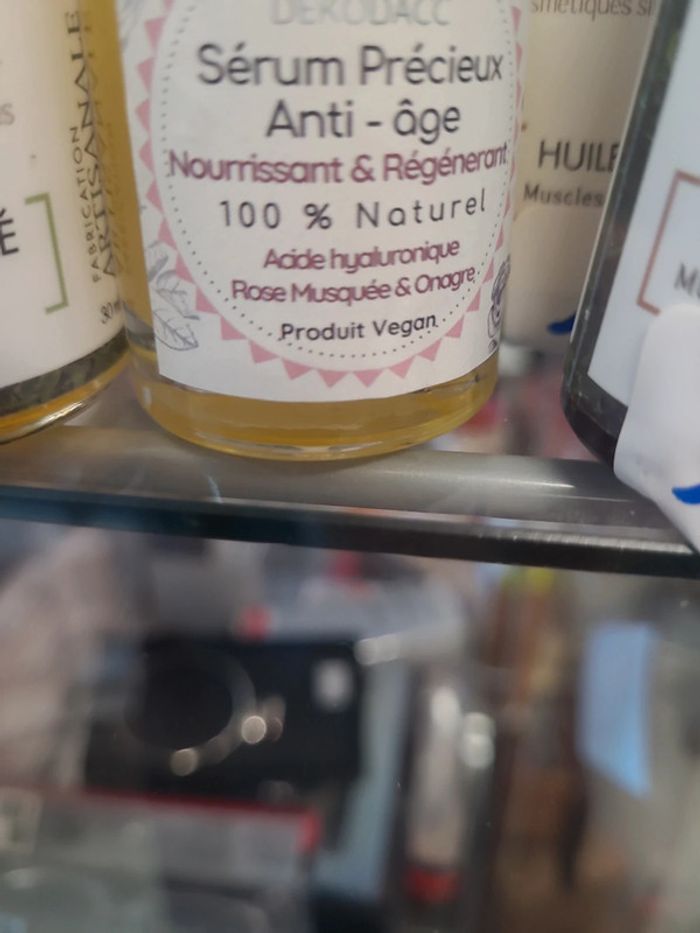 Sérum Précieux
Anti - âge
Nourrissant & Régénerant
100 % Naturel
Acide hyaluronique
Rose Musquée & Onagre
Produit Vegan
FABRICATION
ARTISANALE
HUILE
Muscles